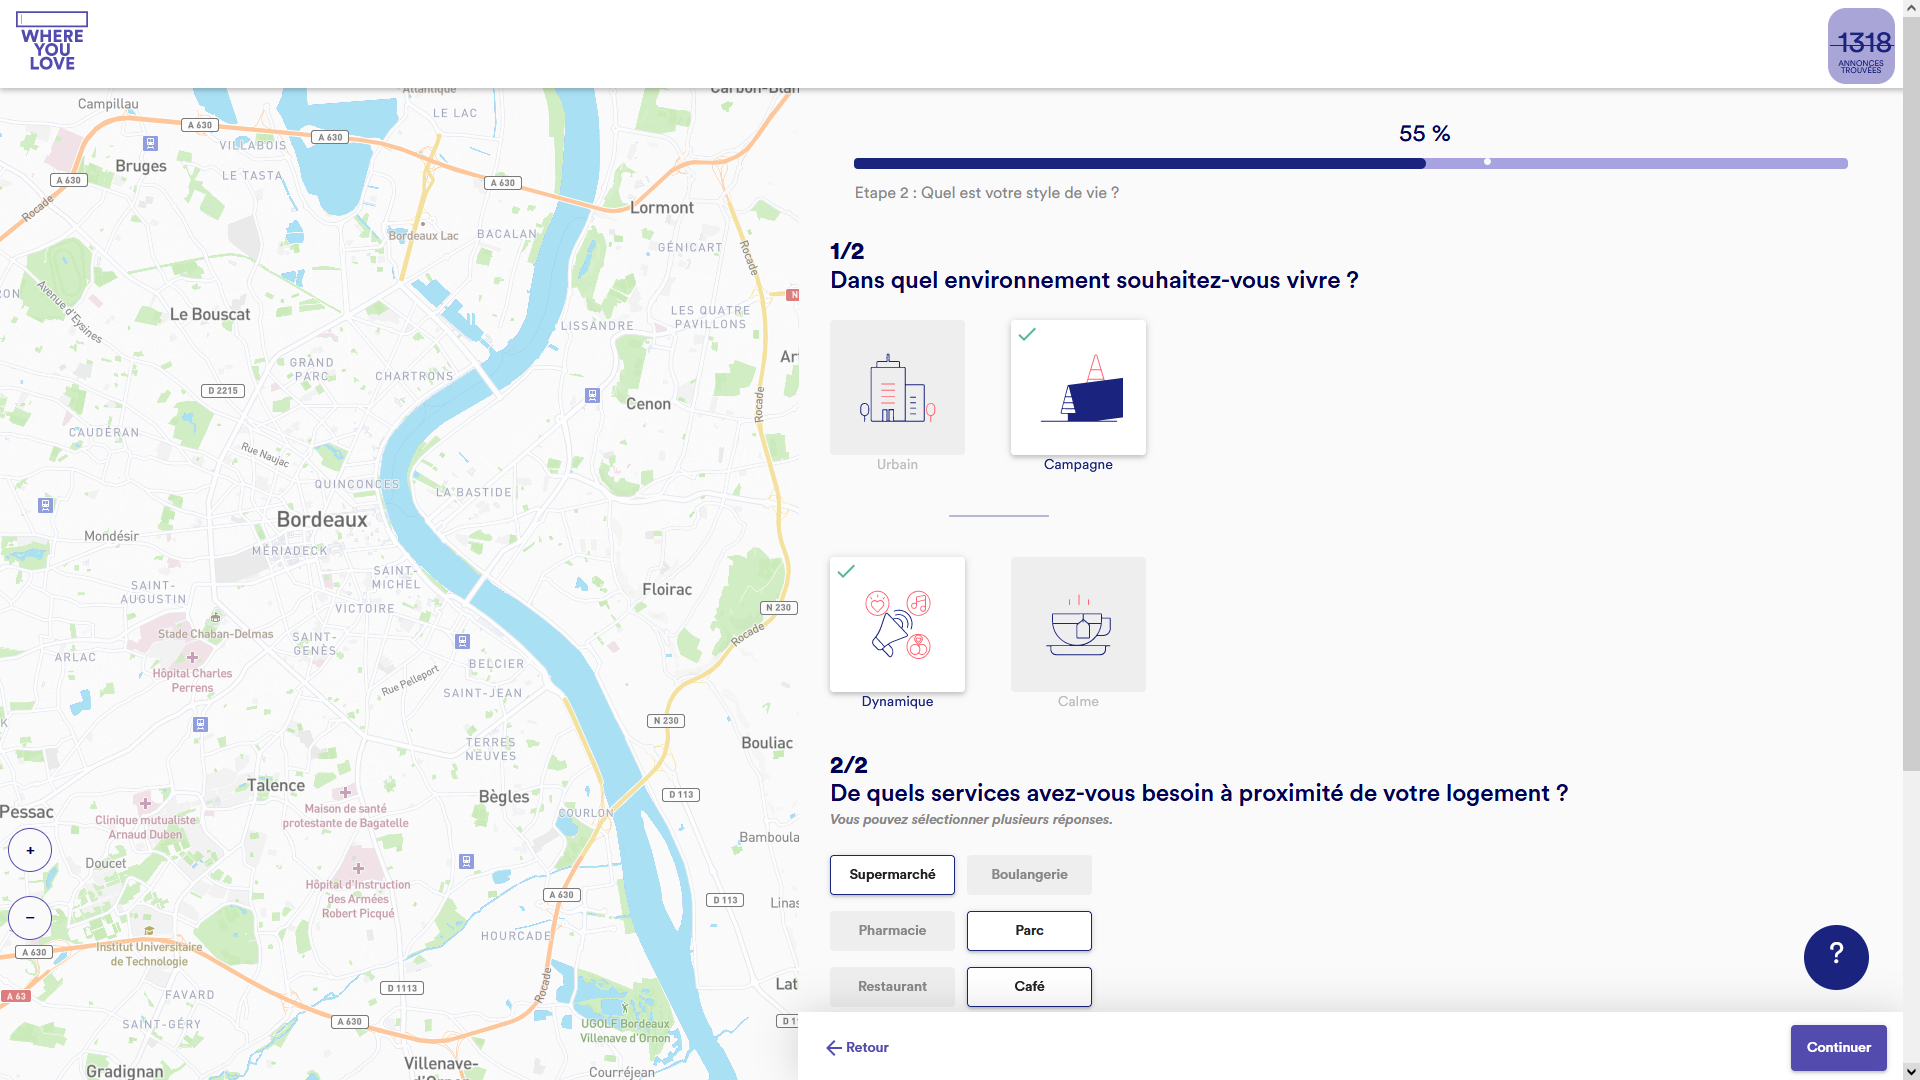 WHERE
YOU
LOVE
1318
ANNONCES
TROUVÉES
Campillau
Atlantique
LE LAC
A 630
A 630
VILLABOIS
Bruges
LE TASTA
A 630
A 630
Rocade
Lormont
Bordeaux Lac
BACALAN
GÉNICART
Rocade
Avenue d'Eysines
Le Bouscat
LES QUATRE
PAVILLONS
LISSANDRE
N
GRAND
PARC
CHARTRONS
D 2215
Cenon
Rocade
CAUDÉRAN
Rue Naujac
QUINCONCES
LA BASTIDE
Bordeaux
Mondésir
MÉRIADECK
SAINT-
MICHEL
SAINT-
AUGUSTIN
Floirac
VICTOIRE
N 230
Stade Chaban-Delmas
SAINT-
GENÈS
Rocade
ARLAC
BELCIER
Hôpital Charles
Perrens
Rue Pelleport
SAINT-JEAN
N 230
TERRES
NEUVES
Bouliac
Talence
Bègles
D 113
Pessac
Maison de santé
protestante de Bagatelle
COURLON
Clinique mutualiste
Arnaud Duben
Bamboula
Doucet
Hôpital d'Instruction
des Armées
Robert Picqué
A 630
D 113
Linas
HOURCADE
Institut Universitaire
de Technologie
A 630
Rocade
Lat
D 1113
A 63
FAVARD
SAINT-GÉRY
A 630
UGOLF Bordeaux
Villenave d'Ornon
D 1
Villenave-
d'Ornon
Gradignan
Courréjean
+
−
55 %
Etape 2 : Quel est votre style de vie ?
1/2
Dans quel environnement souhaitez-vous vivre ?
Urbain
Campagne
Dynamique
Calme
2/2
De quels services avez-vous besoin à proximité de votre logement ?
Vous pouvez sélectionner plusieurs réponses.
Supermarché
Boulangerie
Pharmacie
Parc
Restaurant
Café
?
Retour
Continuer